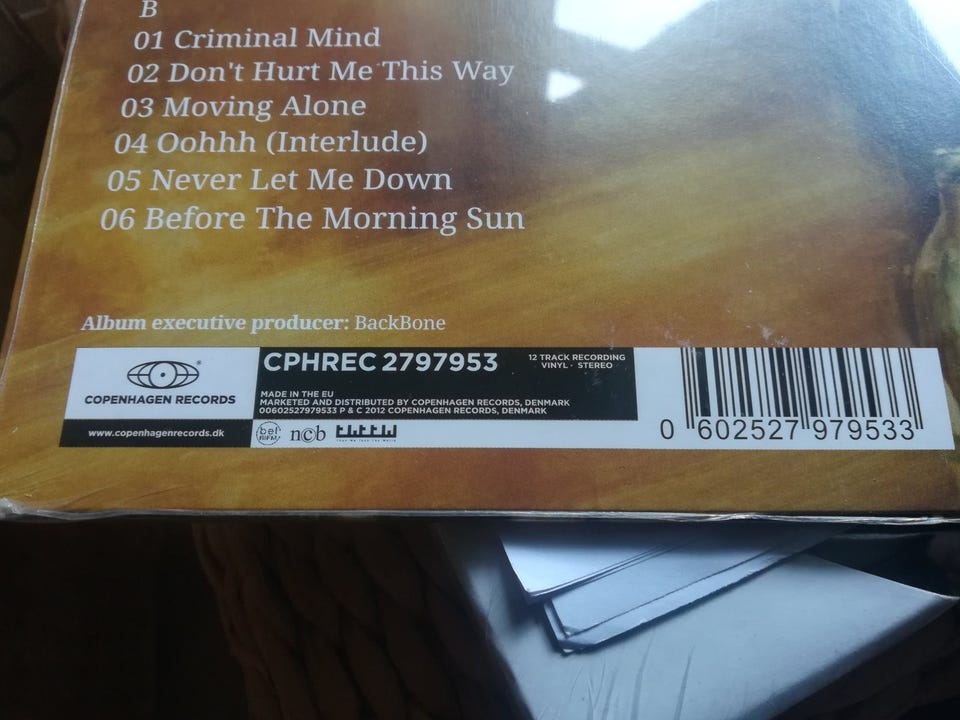 B
01 Criminal Mind
02 Don't Hurt Me This Way
03 Moving Alone
04 Oohhh (Interlude)
05 Never Let Me Down
06 Before The Morning Sun
Album executive producer: BackBone
COPENHAGEN RECORDS
®
www.copenhagenrecords.dk
CPHREC 2797953
12 TRACK RECORDING
VINYL · STEREO
MADE IN THE EU
MARKETED AND DISTRIBUTED BY COPENHAGEN RECORDS, DENMARK
00602527979533 P & C 2012 COPENHAGEN RECORDS, DENMARK
ncb
0 602527 979533